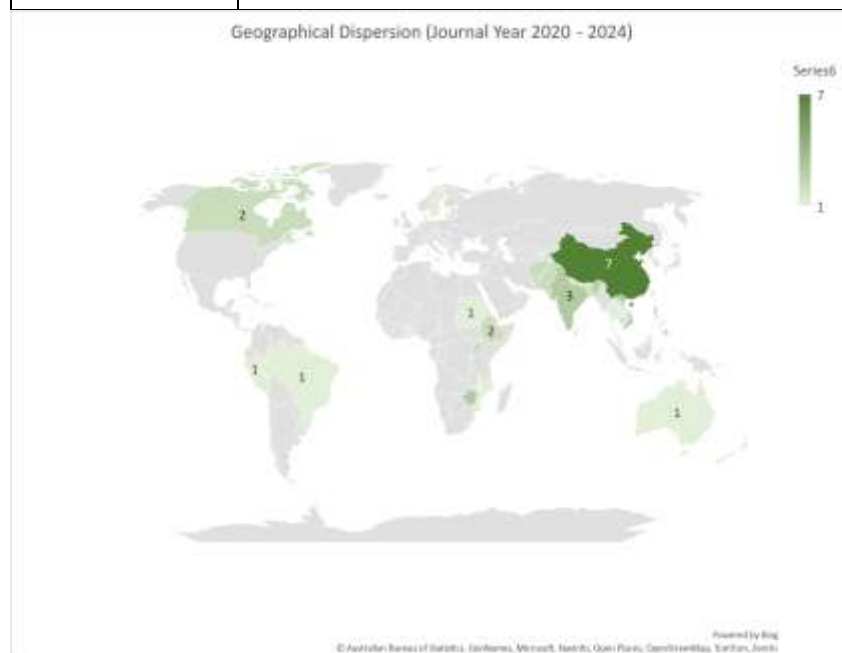 Geographical Dispersion (Journal Year 2020 – 2024)
Series6
7
1
2
7
3
1
2
1
1
1
Powered by Bing
© Australian Bureau of Statistics, GeoNames, Microsoft, Navinfo, Open Places, OpenStreetMap, TomTom, Zenrin